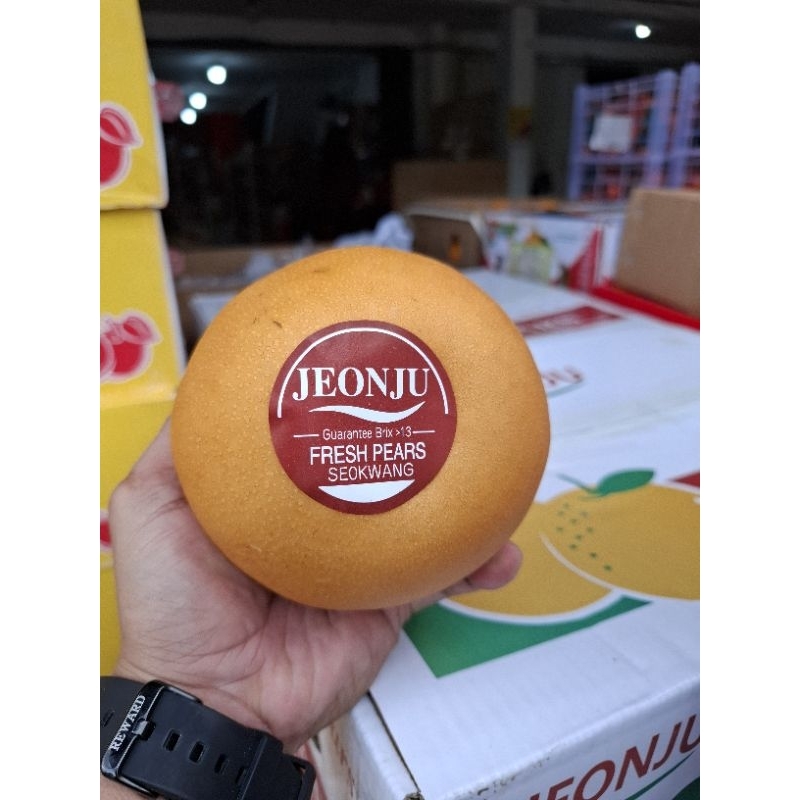 JEONJU
Guarantee Brix >13
FRESH PEARS
SEOKWANG
REWARD
JEONJU